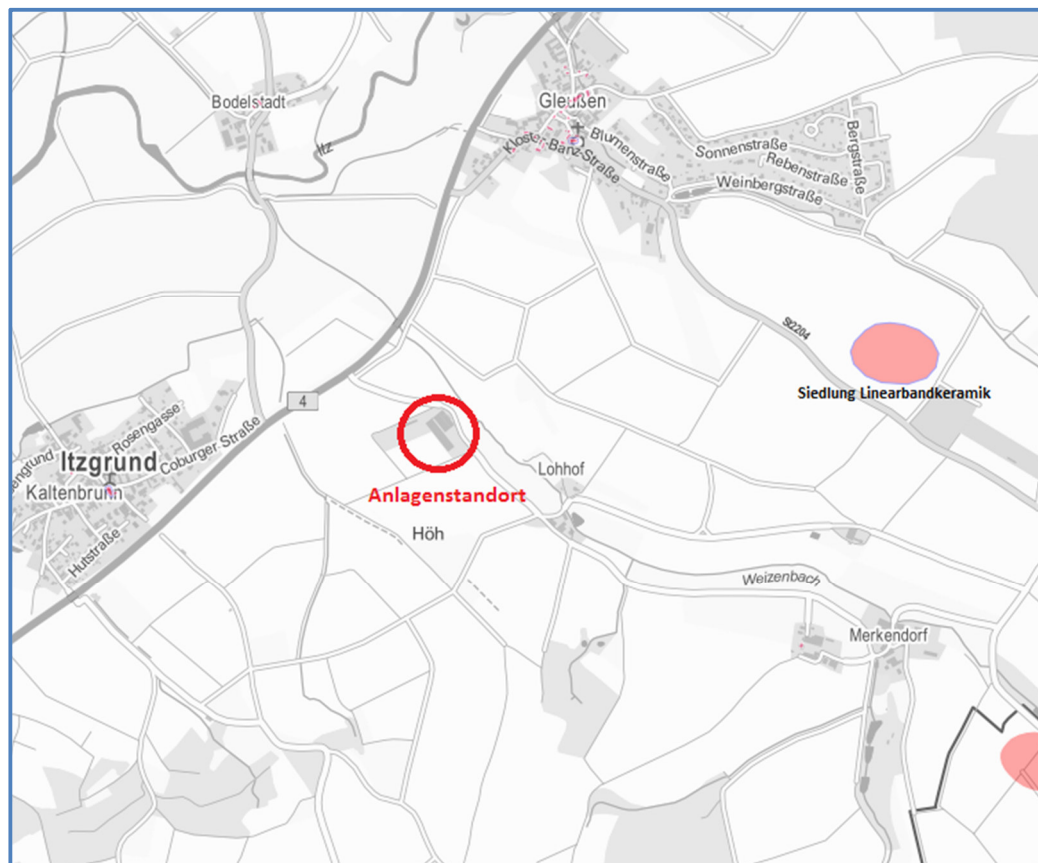 Bodelstadt
Itz
Gleußen
Kloster-Banz-Straße
Blumenstraße
Sonnenstraße
Rebenstraße
Weinbergstraße
Bergstraße
St2204
Siedlung Linearbandkeramik
4
Rosengasse
Coburger Straße
Itzgrund
Kaltenbrunn
Hutstraße
Anlagenstandort
Höh
Lohhof
Weizenbach
Merkendorf